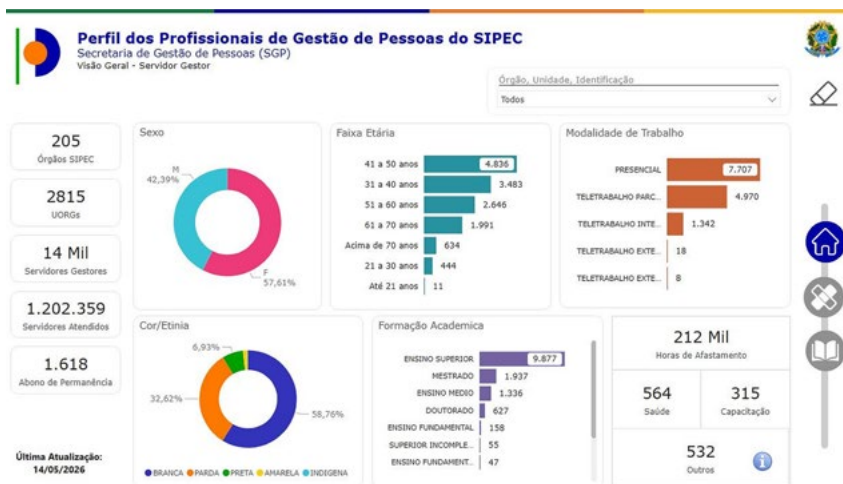 Perfil dos Profissionais de Gestão de Pessoas do SIPEC
Secretaria de Gestão de Pessoas (SGP)
Visão Geral - Servidor Gestor
Órgão, Unidade, Identificação
Todos
205
Órgãos SIPEC
2815
UORGs
14 Mil
Servidores Gestores
1.202.359
Servidores Atendidos
1.618
Abono de Permanência
Última Atualização:
14/05/2026
Sexo
M
42,39%
F
57,61%
Faixa Etária
41 a 50 anos 4.836
31 a 40 anos 3.483
51 a 60 anos 2.646
61 a 70 anos 1.991
Acima de 70 anos 634
21 a 30 anos 444
Até 21 anos 11
Modalidade de Trabalho
PRESENCIAL 7.707
TELETRABALHO PARC... 4.970
TELETRABALHO INTE... 1.342
TELETRABALHO EXTE... 18
TELETRABALHO EXTE... 8
Cor/Etinia
6,93%
32,62%
58,76%
BRANCA PARDA PRETA AMARELA INDIGENA
Formação Academica
ENSINO SUPERIOR 9.877
MESTRADO 1.937
ENSINO MEDIO 1.336
DOUTORADO 627
ENSINO FUNDAMENTAL 158
SUPERIOR INCOMPLE... 55
ENSINO FUNDAMENT... 47
212 Mil
Horas de Afastamento
564
Saúde
315
Capacitação
532
Outros